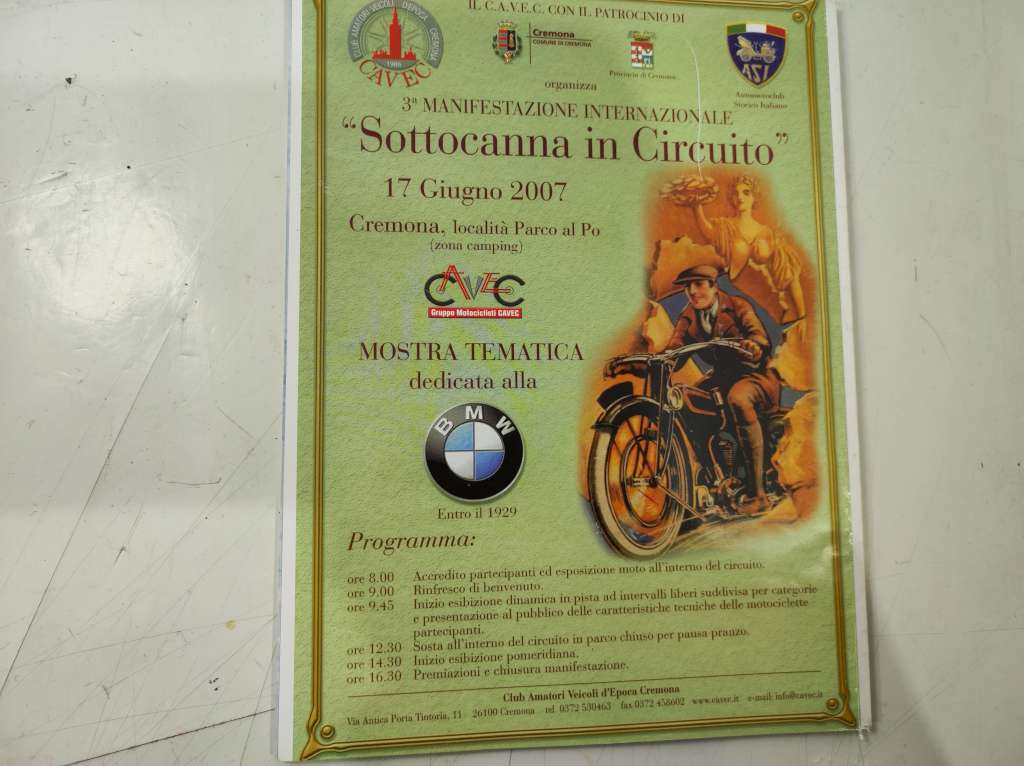 IL C.A.V.E.C. CON IL PATROCINIO DI
CLUB AMATORI VEICOLI D'EPOCA CREMONA
1986
CAVEC
Cremona
COMUNE DI CREMONA
Provincia di Cremona
ASI
Automotoclub
Storico Italiano
organizza
3ª MANIFESTAZIONE INTERNAZIONALE
“Sottocanna in Circuito”
17 Giugno 2007
Cremona, località Parco al Po
(zona camping)
CAVEC
Gruppo Motociclisti CAVEC
MOSTRA TEMATICA
dedicata alla
BMW
Entro il 1929
Programma:
ore 8.00 Accredito partecipanti ed esposizione moto all'interno del circuito.
ore 9.00 Rinfresco di benvenuto.
ore 9.45 Inizio esibizione dinamica in pista ad intervalli liberi suddivisa per categorie
e presentazione al pubblico delle caratteristiche tecniche delle motociclette
partecipanti.
ore 12.30 Sosta all'interno del circuito in parco chiuso per pausa pranzo.
ore 14.30 Inizio esibizione pomeridiana.
ore 16.30 Premiazioni e chiusura manifestazione.
Club Amatori Veicoli d'Epoca Cremona
Via Antica Porta Tintoria, 11 26100 Cremona tel 0372 530463 fax 0372 458602 www.cavec.it e-mail: info@cavec.it